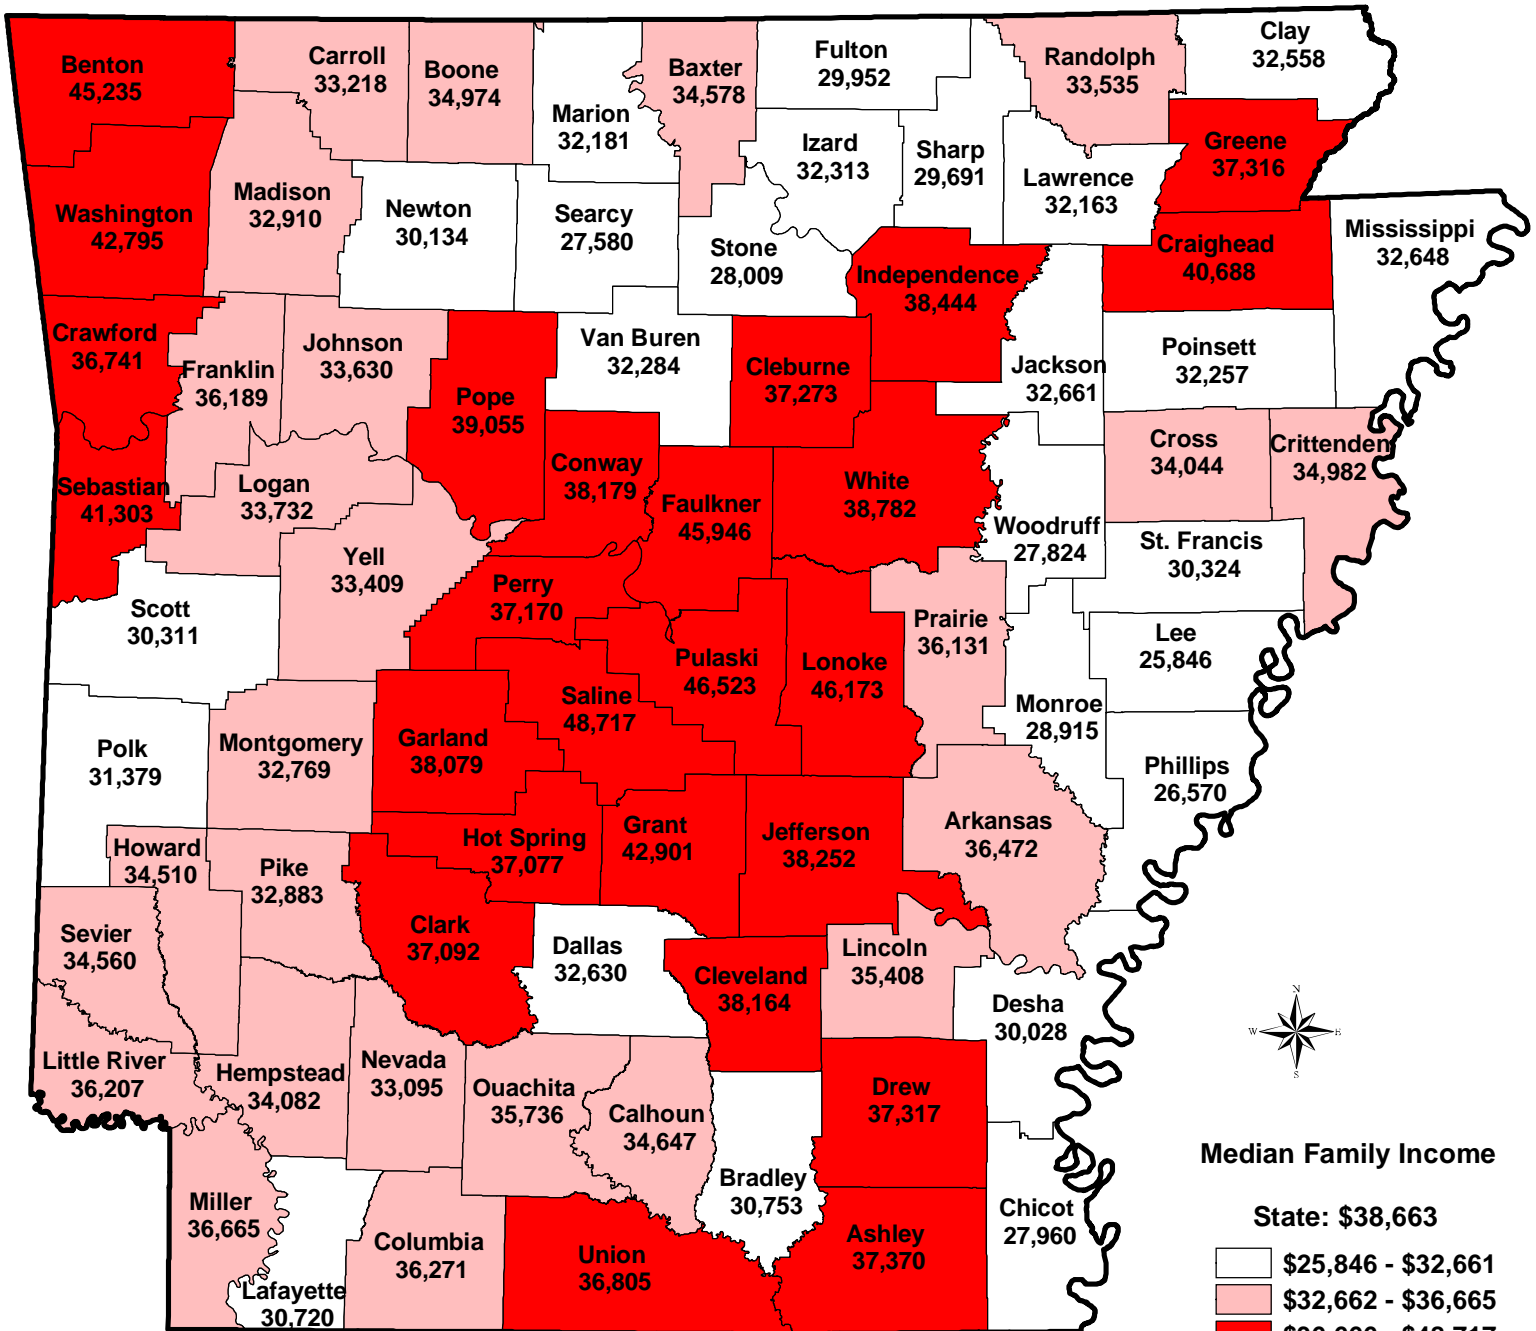 Benton
45,235
Carroll
33,218
Boone
34,974
Marion
32,181
Baxter
34,578
Fulton
29,952
Randolph
33,535
Clay
32,558
Greene
37,316
Izard
32,313
Sharp
29,691
Lawrence
32,163
Washington
42,795
Madison
32,910
Newton
30,134
Searcy
27,580
Stone
28,009
Independence
38,444
Craighead
40,688
Mississippi
32,648
Crawford
36,741
Franklin
36,189
Johnson
33,630
Pope
39,055
Van Buren
32,284
Cleburne
37,273
Jackson
32,661
Poinsett
32,257
Sebastian
41,303
Logan
33,732
Conway
38,179
Faulkner
45,946
White
38,782
Woodruff
27,824
Cross
34,044
Crittenden
34,982
St. Francis
30,324
Scott
30,311
Yell
33,409
Perry
37,170
Pulaski
46,523
Lonoke
46,173
Prairie
36,131
Lee
25,846
Saline
48,717
Monroe
28,915
Polk
31,379
Montgomery
32,769
Garland
38,079
Phillips
26,570
Howard
34,510
Pike
32,883
Hot Spring
37,077
Grant
42,901
Jefferson
38,252
Arkansas
36,472
Sevier
34,560
Clark
37,092
Dallas
32,630
Cleveland
38,164
Lincoln
35,408
Desha
30,028
N
W
E
S
Little River
36,207
Hempstead
34,082
Nevada
33,095
Ouachita
35,736
Calhoun
34,647
Drew
37,317
Bradley
30,753
Miller
36,665
Lafayette
30,720
Columbia
36,271
Union
36,805
Ashley
37,370
Chicot
27,960
Median Family Income
State: $38,663
$25,846 - $32,661
$32,662 - $36,665